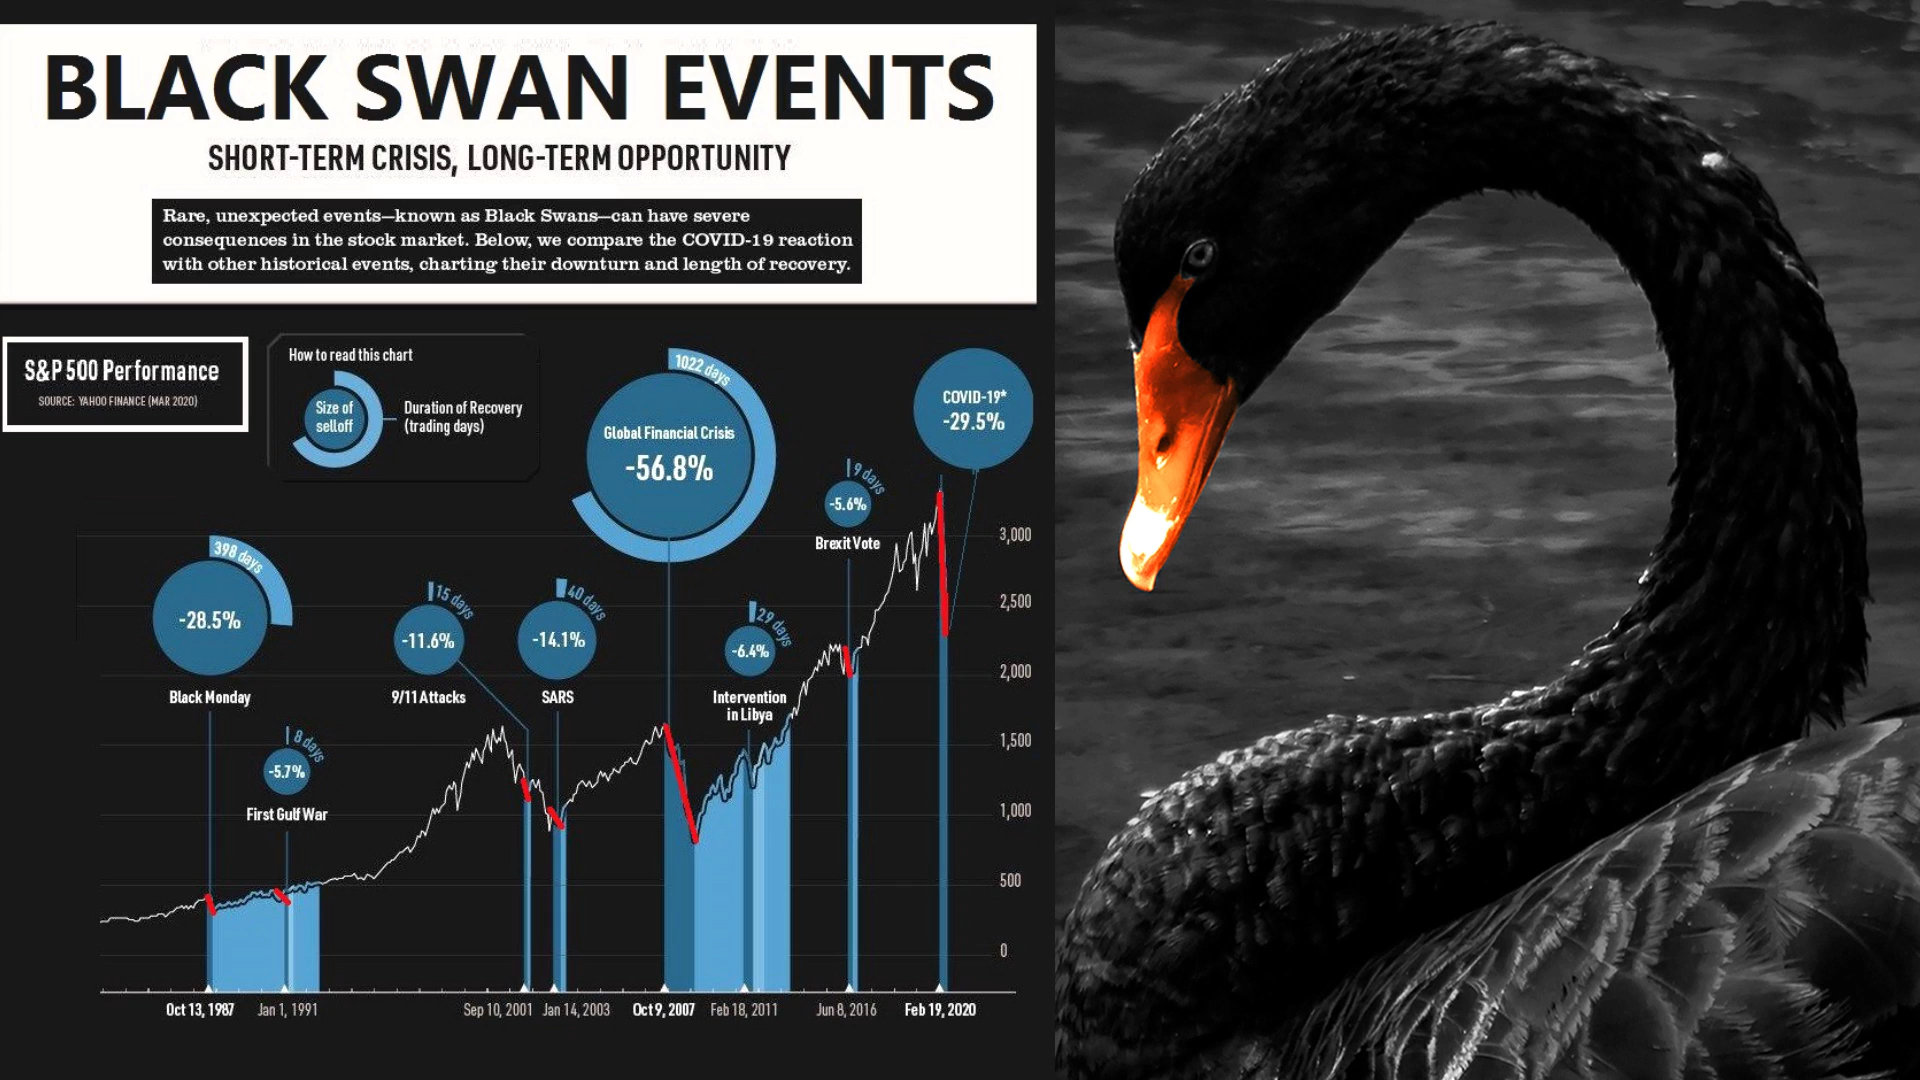 BLACK SWAN EVENTS
SHORT-TERM CRISIS, LONG-TERM OPPORTUNITY
Rare, unexpected events—known as Black Swans—can have severe
consequences in the stock market. Below, we compare the COVID-19 reaction
with other historical events, charting their downturn and length of recovery.
S&P 500 Performance
SOURCE: YAHOO FINANCE (MAR 2020)
How to read this chart
Size of
selloff
Duration of Recovery
(trading days)
398 days
-28.5%
Black Monday
8 days
-5.7%
First Gulf War
15 days
-11.6%
9/11 Attacks
40 days
-14.1%
SARS
1022 days
Global Financial Crisis
-56.8%
29 days
-6.4%
Intervention
in Libya
9 days
-5.6%
Brexit Vote
COVID-19*
-29.5%
3,000
2,500
2,000
1,500
1,000
500
0
Oct 13, 1987
Jan 1, 1991
Sep 10, 2001
Jan 14, 2003
Oct 9, 2007
Feb 18, 2011
Jun 8, 2016
Feb 19, 2020